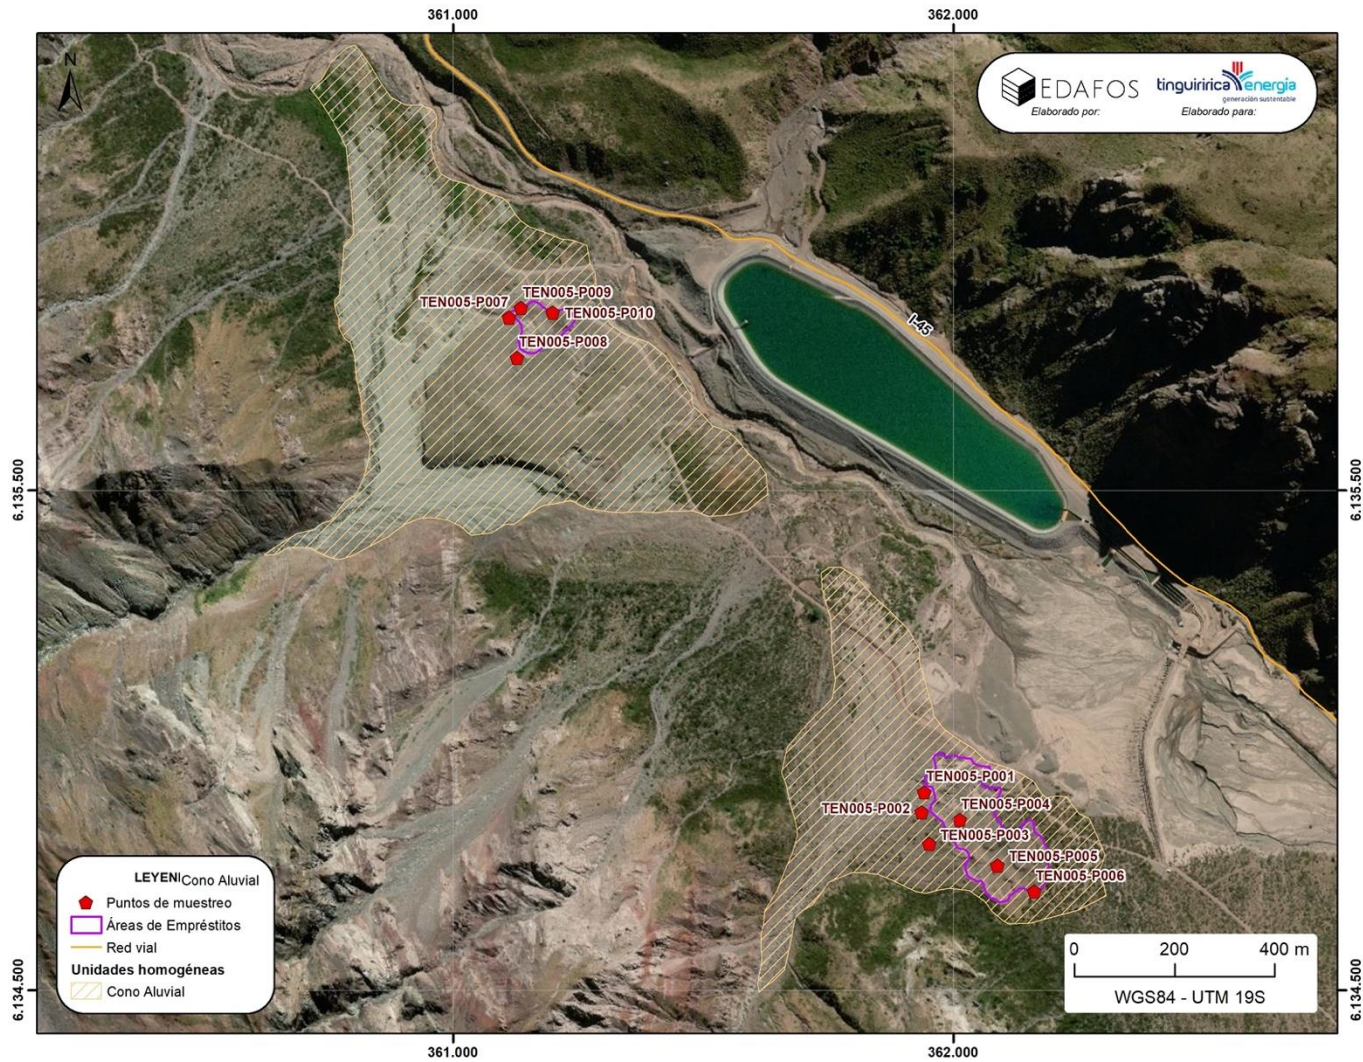 361.000
362.000
N
EDAFOS
Elaborado por:
tinguiririca energía
generación sustentable
Elaborado para:
I-45
TEN005-P009
TEN005-P007
TEN005-P010
TEN005-P008
6.135.500
6.135.500
TEN005-P001
TEN005-P002
TEN005-P004
TEN005-P003
TEN005-P005
TEN005-P006
LEYENI Cono Aluvial
Puntos de muestreo
Áreas de Empréstitos
Red vial
Unidades homogéneas
Cono Aluvial
0 200 400 m
WGS84 - UTM 19S
6.134.500
6.134.500
361.000
362.000